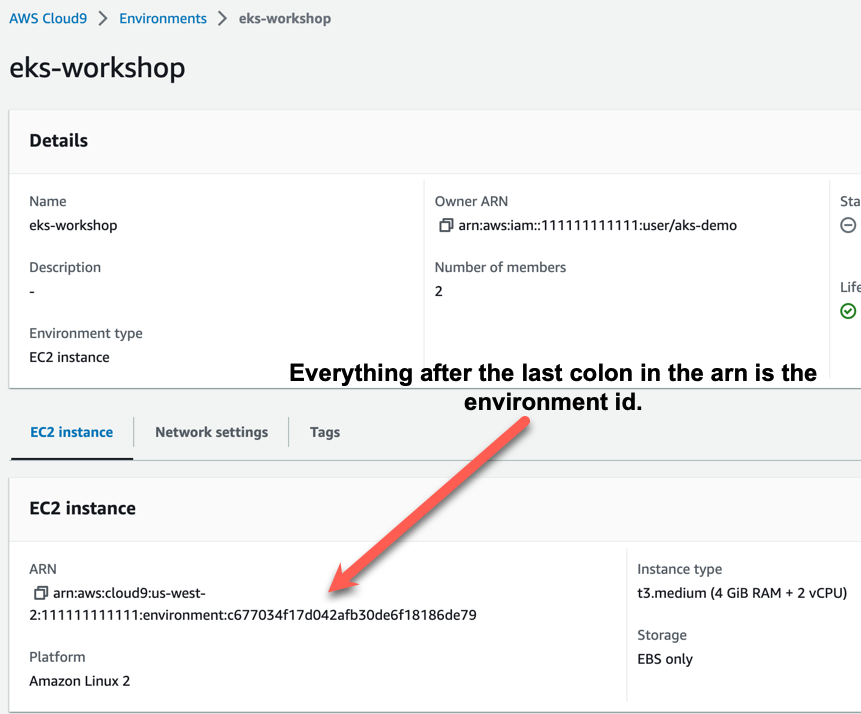 AWS Cloud9 > Environments > eks-workshop
eks-workshop
Details
Name
eks-workshop
Description
-
Environment type
EC2 instance
Owner ARN
arn:aws:iam::111111111111:user/aks-demo
Number of members
2
Sta
Life
Everything after the last colon in the arn is the
environment id.
EC2 instance
Network settings
Tags
EC2 instance
ARN
arn:aws:cloud9:us-west-
2:111111111111:environment:c677034f17d042afb30de6f18186de79
Platform
Amazon Linux 2
Instance type
t3.medium (4 GiB RAM + 2 vCPU)
Storage
EBS only